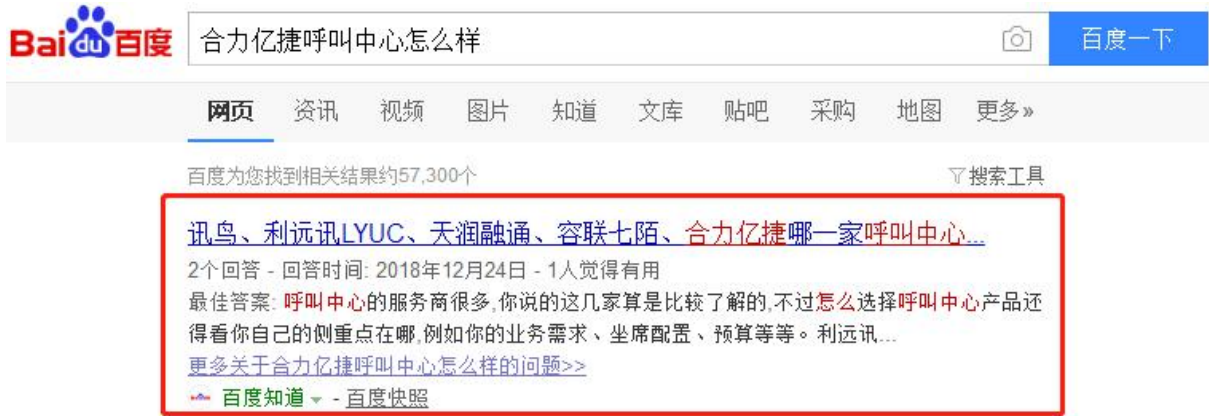 Bai du 百度 合力亿捷呼叫中心怎么样 百度一下
网页 资讯 视频 图片 知道 文库 贴吧 采购 地图 更多»
百度为您找到相关结果约57,300个 搜索工具
讯鸟、利远讯LYUC、天润融通、容联七陌、合力亿捷哪一家呼叫中心...
2个回答 - 回答时间: 2018年12月24日 - 1人觉得有用
最佳答案: 呼叫中心的服务商很多,你说的这几家算是比较了解的,不过怎么选择呼叫中心产品还
得看你自己的侧重点在哪,例如你的业务需求、坐席配置、预算等等。利远讯...
更多关于合力亿捷呼叫中心怎么样的问题>>
百度知道 - 百度快照